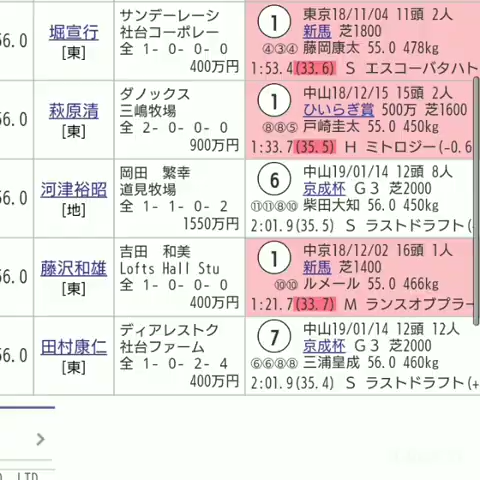 56.0
堀宣行
[東]
サンデーレーシ
社台コーポレー
全 1- 0- 0- 0
400万円
1
東京18/11/04 11頭 2人
新馬 芝1800
④③④ 藤岡康太 55.0 478kg
1:53.4(33.6) S エスコーバタハト
56.0
萩原清
[東]
ダノックス
三嶋牧場
全 2- 0- 0- 0
900万円
1
中山18/12/15 15頭 2人
ひいらぎ賞 500万 芝1600
⑧⑧⑤ 戸崎圭太 55.0 450kg
1:33.7(35.5) H ミトロジー(-0.6
56.0
河津裕昭
[地]
岡田 繁幸
道見牧場
全 1- 1- 0- 2
1550万円
6
中山19/01/14 12頭 8人
京成杯 G3 芝2000
⑪⑪⑧⑩ 柴田大知 56.0 450kg
2:01.9(35.5) S ラストドラフト(
56.0
藤沢和雄
[東]
吉田 和美
Lofts Hall Stu
全 1- 0- 0- 0
400万円
1
中京18/12/02 16頭 1人
新馬 芝1400
⑩⑩ ルメール 55.0 466kg
1:21.7(33.7) M ランスオブプラー
56.0
田村康仁
[東]
ディアレストク
社台ファーム
全 1- 0- 2- 4
400万円
7
中山19/01/14 12頭 12人
京成杯 G3 芝2000
⑥⑥⑧⑧ 三浦皇成 56.0 460kg
2:01.9(35.4) S ラストドラフト(+